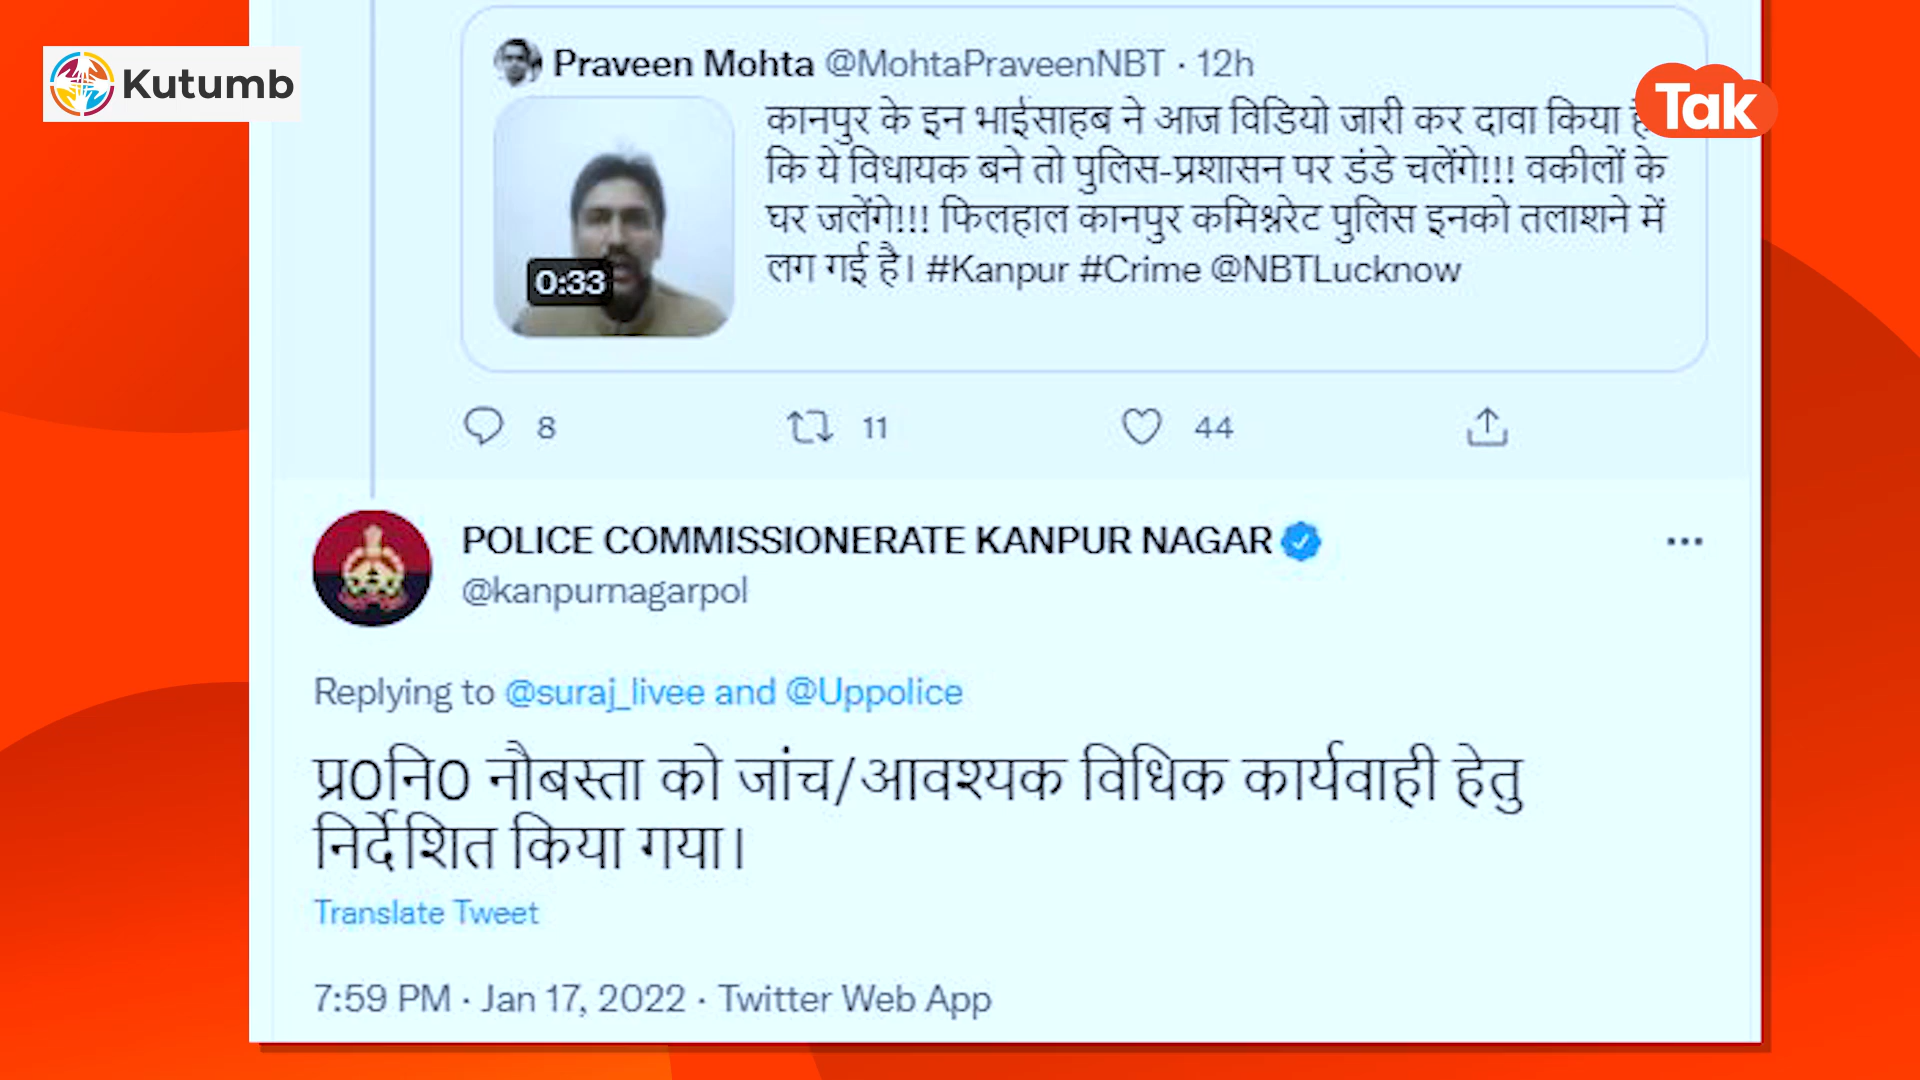 Kutumb
Tak
Praveen Mohta @MohtaPraveenNBT · 12h
कानपुर के इन भाईसाहब ने आज विडियो जारी कर दावा किया
कि ये विधायक बने तो पुलिस-प्रशासन पर डंडे चलेंगे!!! वकीलों के
घर जलेंगे!!! फिलहाल कानपुर कमिश्नरेट पुलिस इनको तलाशने में
लग गई है। #Kanpur #Crime @NBTLucknow
0:33
8 11 44
POLICE COMMISSIONERATE KANPUR NAGAR
@kanpurnagarpol
Replying to @suraj_livee and @Uppolice
प्र0नि0 नौबस्ता को जांच/आवश्यक विधिक कार्यवाही हेतु
निर्देशित किया गया।
Translate Tweet
7:59 PM · Jan 17, 2022 · Twitter Web App